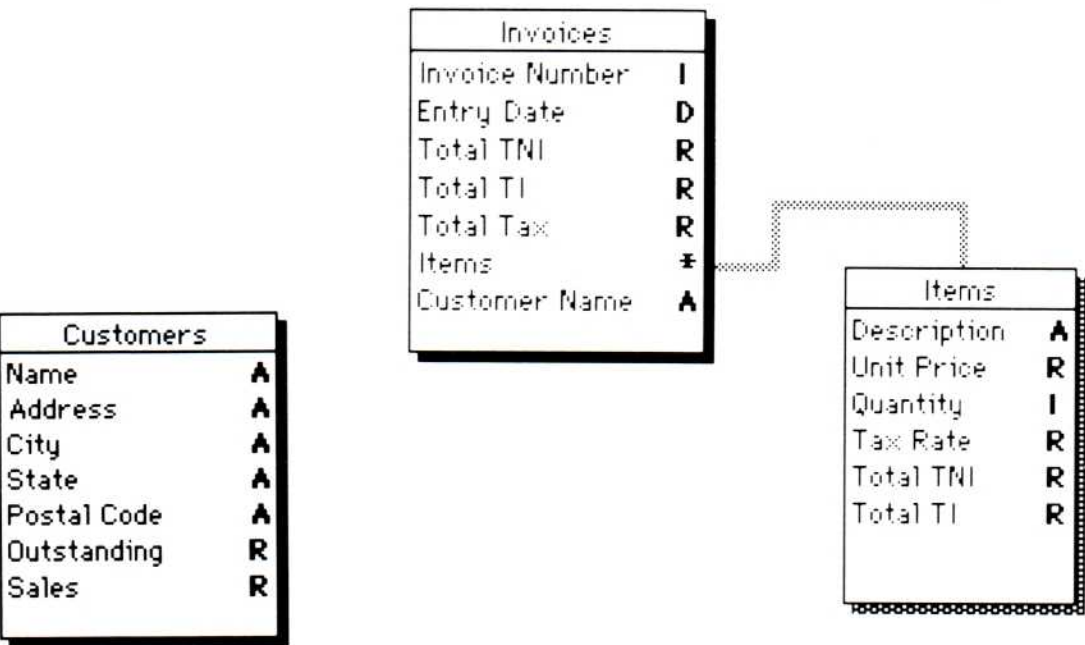 Invoices
Invoice Number I
Entry Date D
Total TNI R
Total TI R
Total Tax R
Items *
Customer Name A
Customers
Name A
Address A
City A
State A
Postal Code A
Outstanding R
Sales R
Items
Description A
Unit Price R
Quantity I
Tax Rate R
Total TNI R
Total TI R